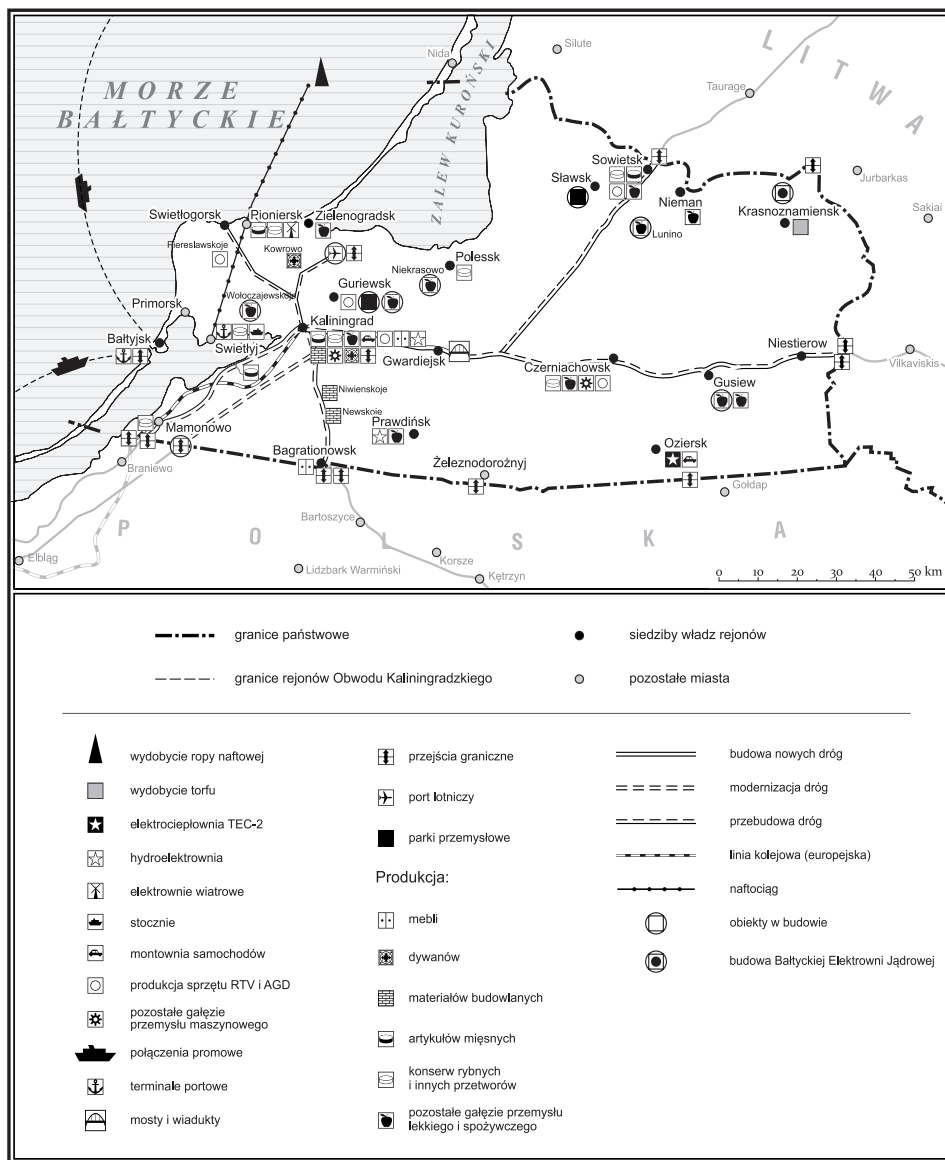 MORZE
BAŁTYCKIE
ZALEW KUROŃSKI
LITWA
Nida
Silute
Taurage
Jurbarkas
Sakiai
Sowietsk
Sławsk
Nieman
Lunino
Krasnoznamiensk
Swietłogorsk
Pioniersk
Zielenogradsk
Piereslawskoje
Kowrowo
Polessk
Niekrasowo
Guriewsk
Wołoczajewskoje
Primorsk
Kaliningrad
Bałtyjsk
Swietłyj
Gwardiejsk
Niestierow
Vilkaviskis
Czerniachowsk
Gusiew
Niwienskoje
Newskoie
Prawdińsk
Mamonowo
Bagrationowsk
Oziersk
Żeleznodorożnyj
Braniewo
Gołdap
Bartoszyce
POLSKA
Elbląg
Korsze
Lidzbark Warmiński
Kętrzyn
0 10 20 30 40 50 km
granice państwowe
siedziby władz rejonów
granice rejonów Obwodu Kaliningradzkiego
pozostałe miasta
wydobycie ropy naftowej
wydobycie torfu
elektrociepłownia TEC-2
hydroelektrownia
elektrownie wiatrowe
stocznie
montownia samochodów
produkcja sprzętu RTV i AGD
pozostałe gałęzie
przemysłu maszynowego
połączenia promowe
terminale portowe
mosty i wiadukty
przejścia graniczne
port lotniczy
parki przemysłowe
Produkcja:
mebli
dywanów
materiałów budowlanych
artykułów mięsnych
konserw rybnych
i innych przetworów
pozostałe gałęzie przemysłu
lekkiego i spożywczego
budowa nowych dróg
modernizacja dróg
przebudowa dróg
linia kolejowa (europejska)
naftociąg
obiekty w budowie
budowa Bałtyckiej Elektrowni Jądrowej